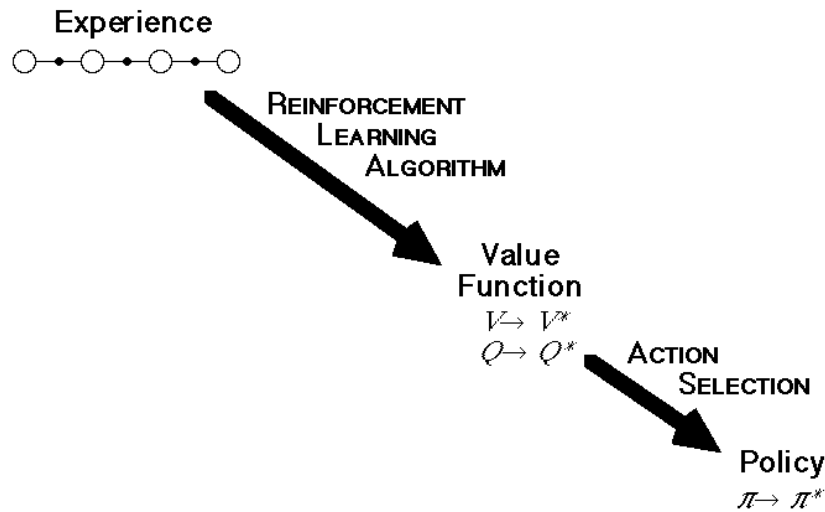 Experience
REINFORCEMENT
LEARNING
ALGORITHM
Value
Function
V→ V*
Q→ Q*
ACTION
SELECTION
Policy
π→ π*